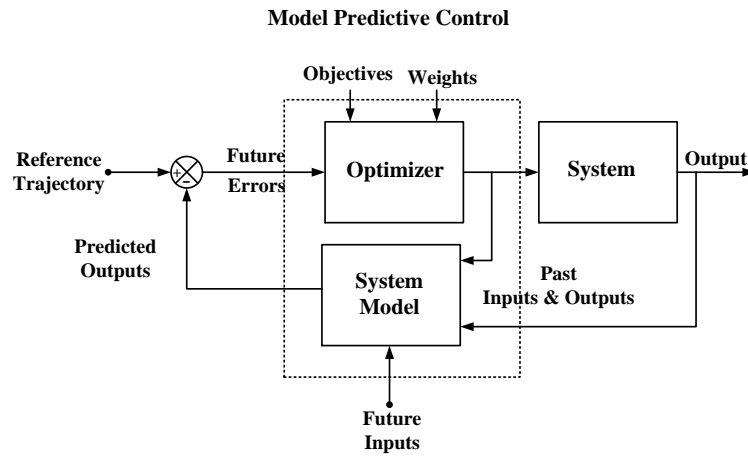 Model Predictive Control
Objectives
Weights
Reference
Trajectory
+
-
Future
Errors
Optimizer
System
Output
Predicted
Outputs
System
Model
Past
Inputs & Outputs
Future
Inputs